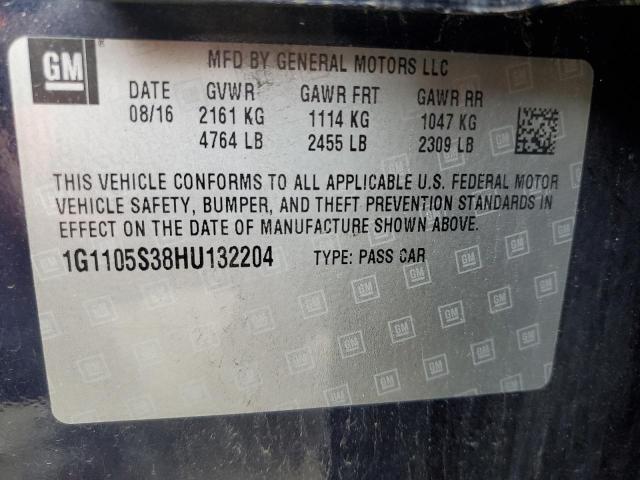 GM
®
MFD BY GENERAL MOTORS LLC
DATE GVWR GAWR FRT GAWR RR
08/16 2161 KG 1114 KG 1047 KG
4764 LB 2455 LB 2309 LB
THIS VEHICLE CONFORMS TO ALL APPLICABLE U.S. FEDERAL MOTOR
VEHICLE SAFETY, BUMPER, AND THEFT PREVENTION STANDARDS IN
EFFECT ON THE DATE OF MANUFACTURE SHOWN ABOVE.
1G1105S38HU132204 TYPE: PASS CAR